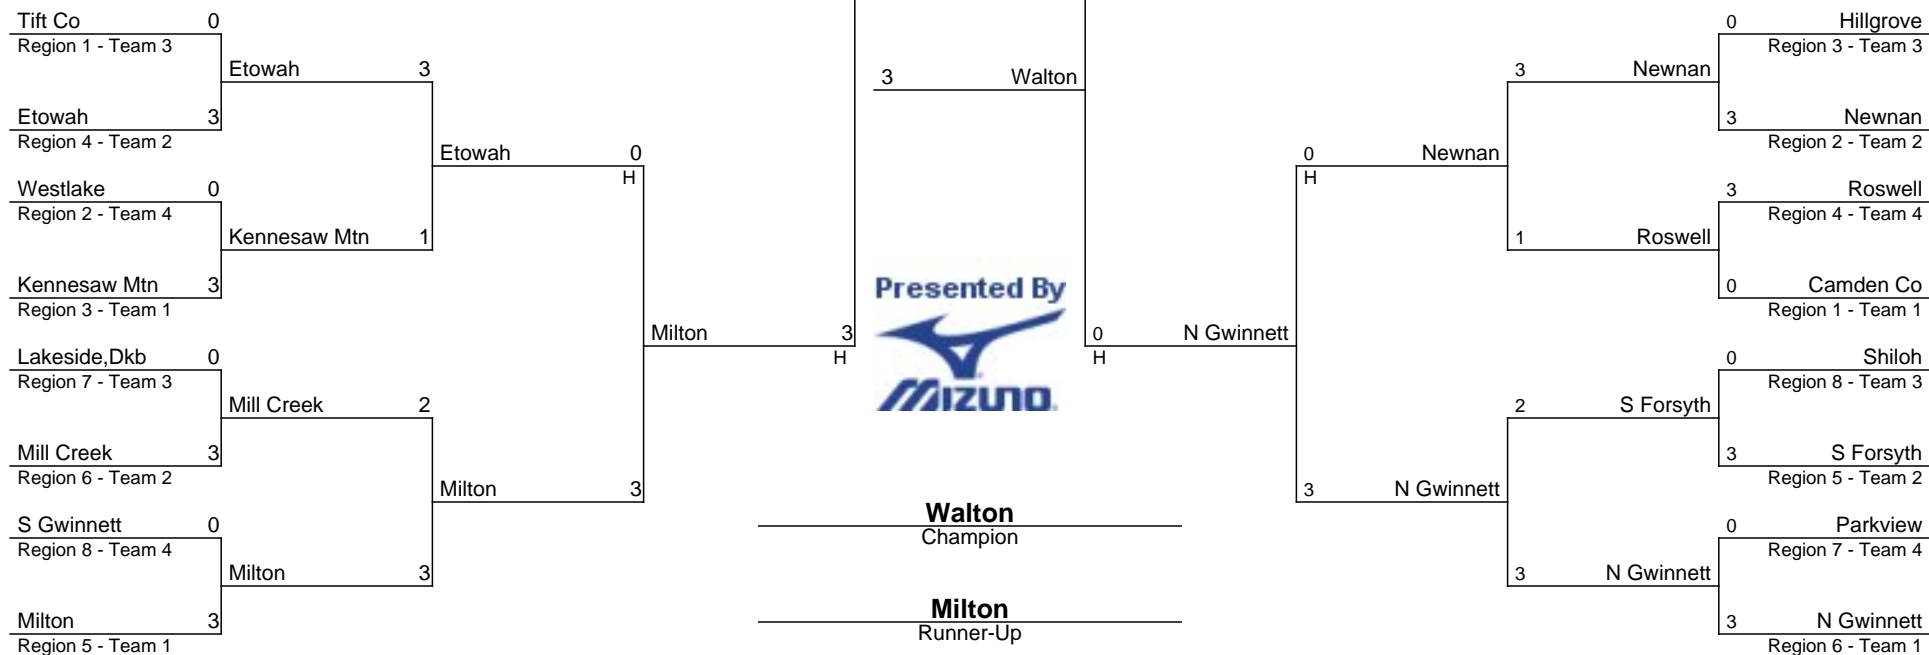 Tift Co 0
Region 1 - Team 3
Etowah 3
Etowah 3
Region 4 - Team 2
Etowah 0
H
Westlake 0
Region 2 - Team 4
Kennesaw Mtn 1
Kennesaw Mtn 3
Region 3 - Team 1
Milton 3
H
Lakeside,Dkb 0
Region 7 - Team 3
Mill Creek 2
Mill Creek 3
Region 6 - Team 2
Milton 3
S Gwinnett 0
Region 8 - Team 4
Milton 3
Milton 3
Region 5 - Team 1
3 Walton
Presented By
MIZUNO
Walton
Champion
Milton
Runner-Up
0 Hillgrove
Region 3 - Team 3
3 Newnan
3 Newnan
Region 2 - Team 2
0 Newnan
H
3 Roswell
Region 4 - Team 4
1 Roswell
0 Camden Co
Region 1 - Team 1
0 N Gwinnett
H
0 Shiloh
Region 8 - Team 3
2 S Forsyth
3 S Forsyth
Region 5 - Team 2
3 N Gwinnett
0 Parkview
Region 7 - Team 4
3 N Gwinnett
3 N Gwinnett
Region 6 - Team 1